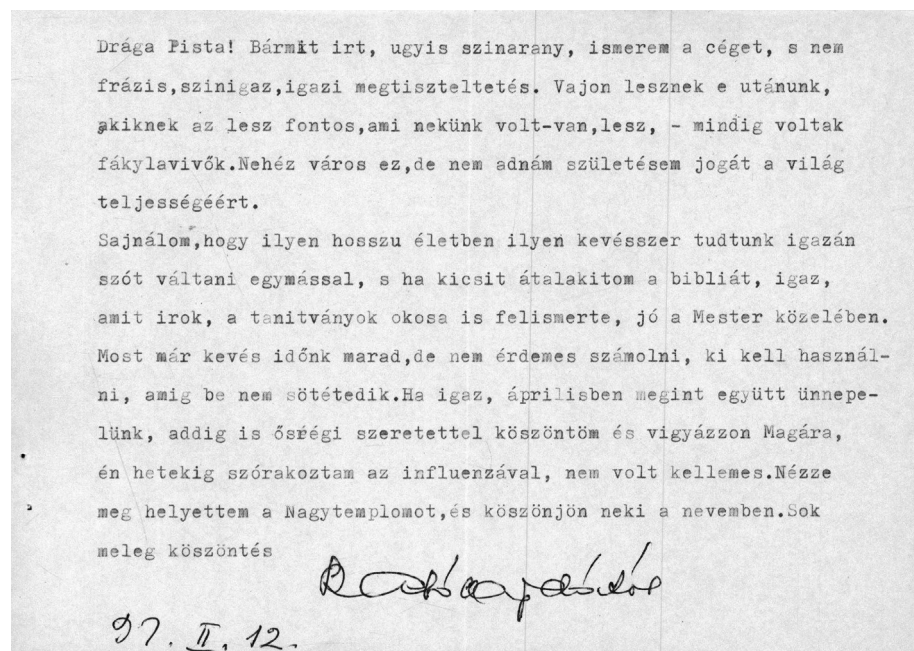 Drága Pista! Bármit irt, ugyis szinarany, ismerem a céget, s nem
frázis,szinigaz,igazi megtiszteltetés. Vajon lesznek e utánunk,
akiknek az lesz fontos,ami nekünk volt-van,lesz, - mindig voltak
fákylavivők.Nehéz város ez,de nem adnám születésem jogát a világ
teljességéért.
Sajnálom,hogy ilyen hosszu életben ilyen kevésszer tudtunk igazán
szót váltani egymással, s ha kicsit átalakitom a bibliát, igaz,
amit irok, a tanitványok okosa is felismerte, jó a Mester közelében.
Most már kevés időnk marad,de nem érdemes számolni, ki kell használ-
ni, amig be nem sötétedik.Ha igaz, áprilisben megint együtt ünnepe-
lünk, addig is ősrégi szeretettel köszöntöm és vigyázzon Magára,
én hetekig szórakoztam az influenzával, nem volt kellemes.Nézze
meg helyettem a Nagytemplomot,és köszönjön neki a nevemben.Sok
meleg köszöntés
97. II. 12.